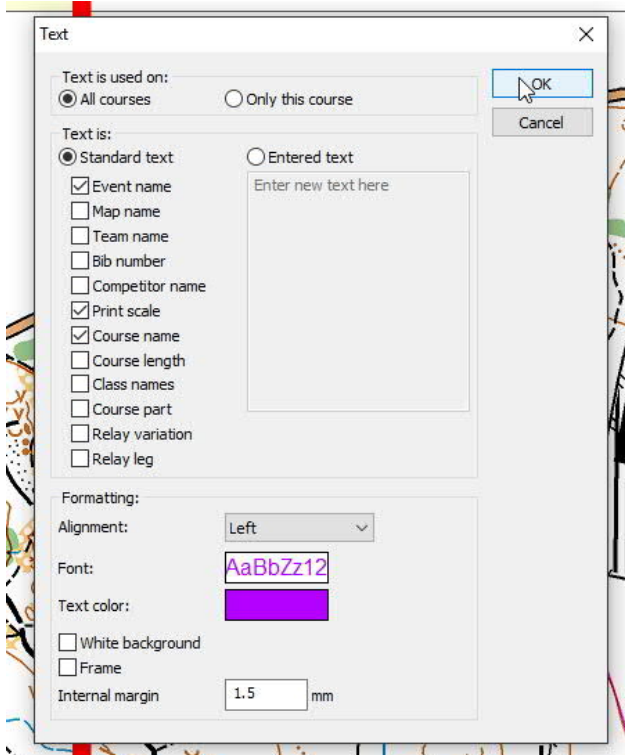 Text
Text is used on:
All courses
Only this course
OK
Cancel
Text is:
Standard text
Entered text
Event name
Map name
Team name
Bib number
Competitor name
Print scale
Course name
Course length
Class names
Course part
Relay variation
Relay leg
Enter new text here
Formatting:
Alignment:
Left
Font:
AaBbZz12
Text color:
White background
Frame
Internal margin
1.5
mm